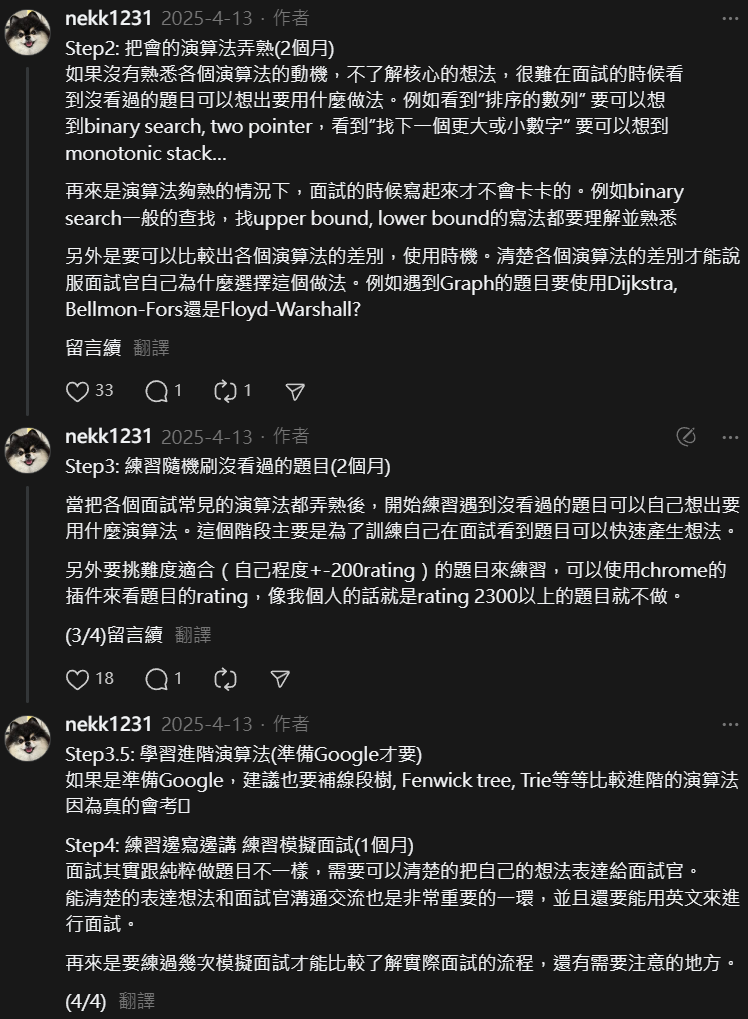 nekk1231 2025-4-13 · 作者
Step2: 把會的演算法弄熟(2個月)
如果沒有熟悉各個演算法的動機，不了解核心的想法，很難在面試的時候看
到沒看過的題目可以想出要用什麼做法。例如看到”排序的數列” 要可以想
到binary search, two pointer，看到”找下一個更大或小數字” 要可以想到
monotonic stack...
再來是演算法夠熟的情況下，面試的時候寫起來才不會卡卡的。例如binary
search一般的查找，找upper bound, lower bound的寫法都要理解並熟悉
另外是要可以比較出各個演算法的差別，使用時機。清楚各個演算法的差別才能說
服面試官自己為什麼選擇這個做法。例如遇到Graph的題目要使用Dijkstra,
Bellmon-Fors還是Floyd-Warshall?
留言續 翻譯
33 1 1
nekk1231 2025-4-13 · 作者
Step3: 練習隨機刷沒看過的題目(2個月)
當把各個面試常見的演算法都弄熟後，開始練習遇到沒看過的題目可以自己想出要
用什麼演算法。這個階段主要是為了訓練自己在面試看到題目可以快速產生想法。
另外要挑難度適合（自己程度+-200rating）的題目來練習，可以使用chrome的
插件來看題目的rating，像我個人的話就是rating 2300以上的題目就不做。
(3/4)留言續 翻譯
18 1
nekk1231 2025-4-13 · 作者
Step3.5: 學習進階演算法(準備Google才要)
如果是準備Google，建議也要補線段樹, Fenwick tree, Trie等等比較進階的演算法
因為真的會考
Step4: 練習邊寫邊講 練習模擬面試(1個月)
面試其實跟純粹做題目不一樣，需要可以清楚的把自己的想法表達給面試官。
能清楚的表達想法和面試官溝通交流也是非常重要的一環，並且還要能用英文來進
行面試。
再來是要練過幾次模擬面試才能比較了解實際面試的流程，還有需要注意的地方。
(4/4) 翻譯